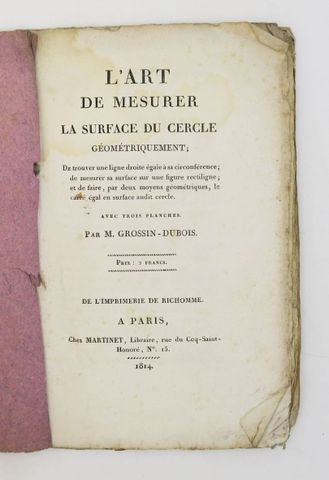 L'ART
DE MESURER
LA SURFACE DU CERCLE
GÉOMÉTRIQUEMENT;
De trouver une ligne droite égale à sa circonférence;
de mesurer sa surface sur une figure rectiligne;
et de faire, par deux moyens géométriques, le
carré égal en surface audit cercle.
AVEC TROIS PLANCHES.
PAR M. GROSSIN-DUBOIS.
PRIX: 2 FRANCS.
DE L'IMPRIMERIE DE RICHOMME.
A PARIS,
Chez MARTINET, Libraire, rue du Coq-Saint-
Honoré, N°. 15.
1814.